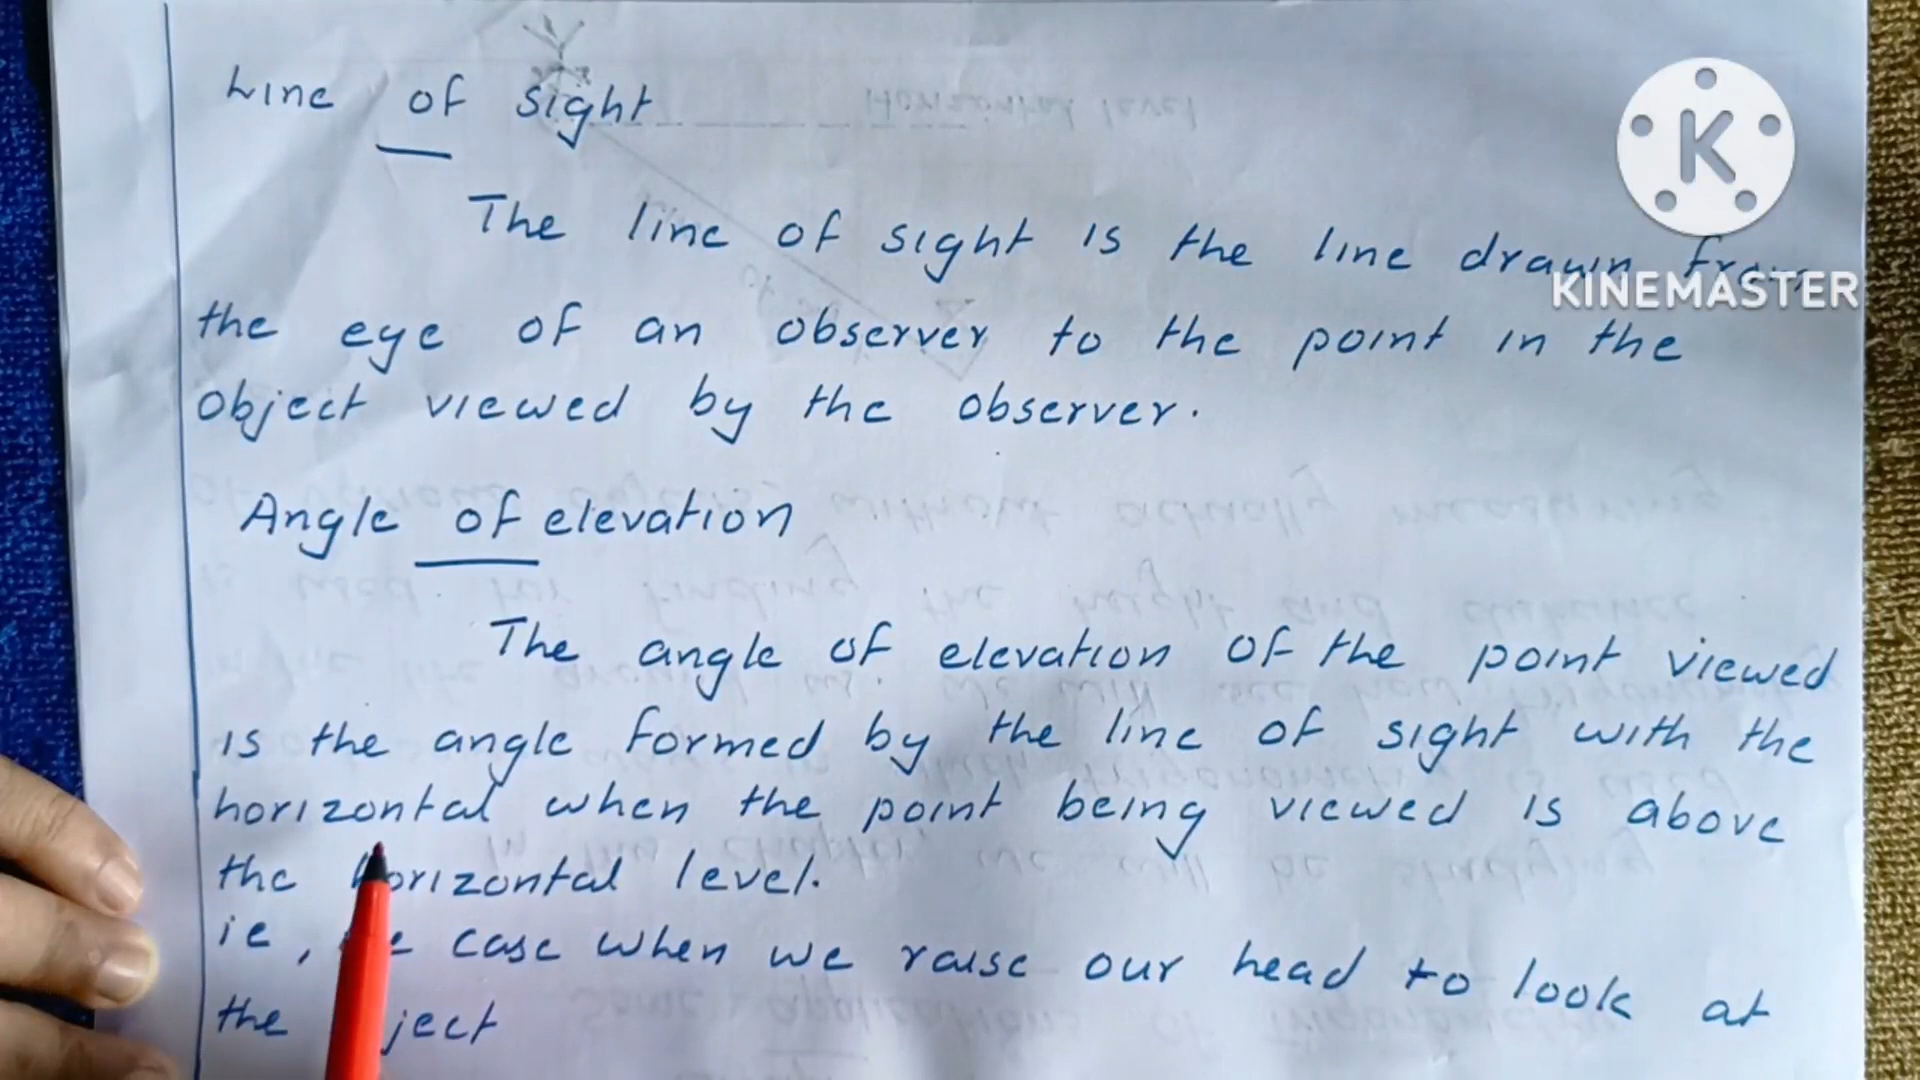 Line of sight
The line of sight is the line drawn from
the eye of an observer to the point in the
object viewed by the observer.
Angle of elevation
The angle of elevation of the point viewed
is the angle formed by the line of sight with the
horizontal when the point being viewed is above
the horizontal level.
ie, case when we raise our head to look at
the
K
KINEMASTER